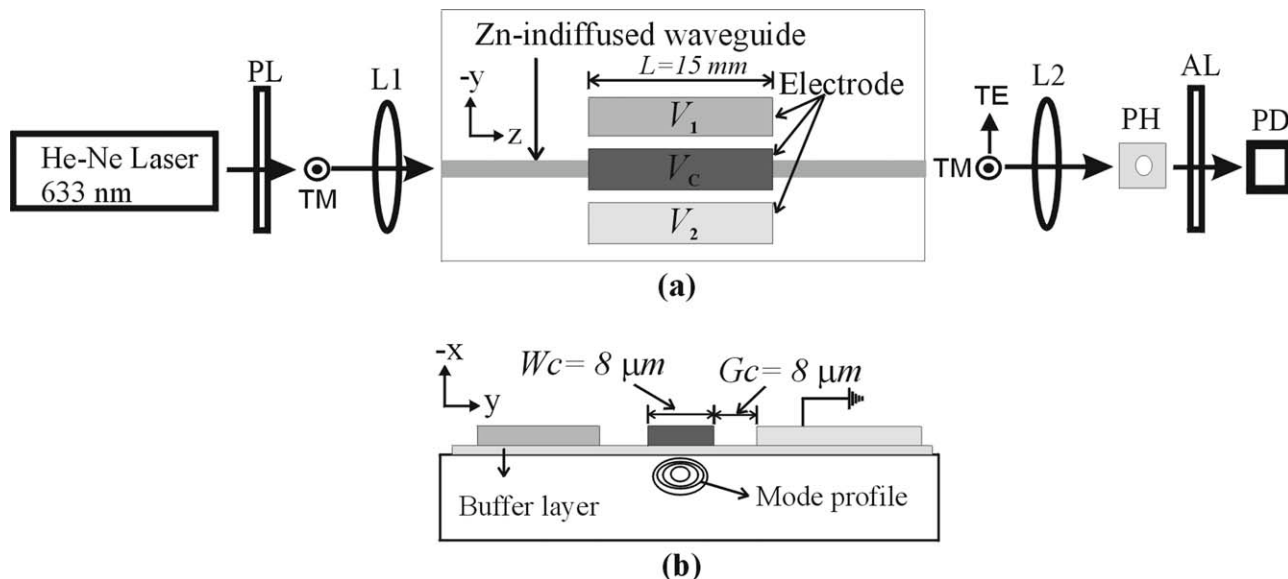 Zn-indiffused waveguide
L=15 mm
Electrode
PL
L1
-y
z
V1
VC
V2
He-Ne Laser
633 nm
TM
TE
TM
L2
PH
AL
PD
(a)
-x
y
Wc= 8 μm
Gc= 8 μm
Buffer layer
Mode profile
(b)